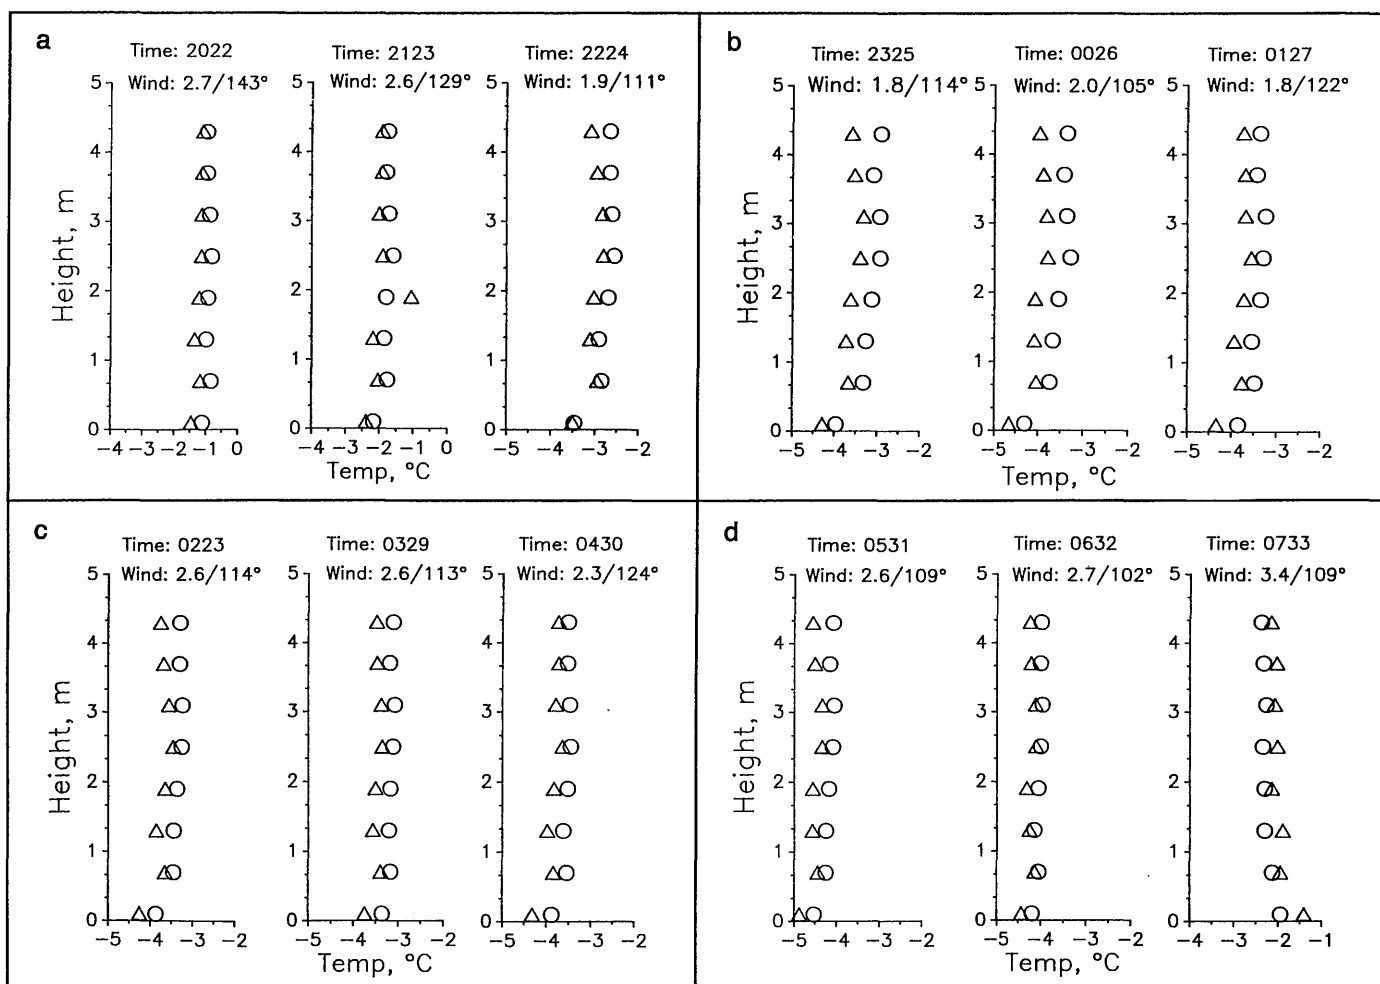 a
Time: 2022
Wind: 2.7/143°
Time: 2123
Wind: 2.6/129°
Time: 2224
Wind: 1.9/111°
Height, m
5
4
3
2
1
0
5
4
3
2
1
0
5
4
3
2
1
0
−4 −3 −2 −1 0
−4 −3 −2 −1 0
−5 −4 −3 −2
Temp, °C
b
Time: 2325
Wind: 1.8/114°
Time: 0026
Wind: 2.0/105°
Time: 0127
Wind: 1.8/122°
Height, m
5
4
3
2
1
0
5
4
3
2
1
0
5
4
3
2
1
0
−5 −4 −3 −2
−5 −4 −3 −2
−5 −4 −3 −2
Temp, °C
c
Time: 0223
Wind: 2.6/114°
Time: 0329
Wind: 2.6/113°
Time: 0430
Wind: 2.3/124°
Height, m
5
4
3
2
1
0
5
4
3
2
1
0
5
4
3
2
1
0
−5 −4 −3 −2
−5 −4 −3 −2
−5 −4 −3 −2
Temp, °C
d
Time: 0531
Wind: 2.6/109°
Time: 0632
Wind: 2.7/102°
Time: 0733
Wind: 3.4/109°
Height, m
5
4
3
2
1
0
5
4
3
2
1
0
5
4
3
2
1
0
−5 −4 −3 −2
−5 −4 −3 −2
−4 −3 −2 −1
Temp, °C